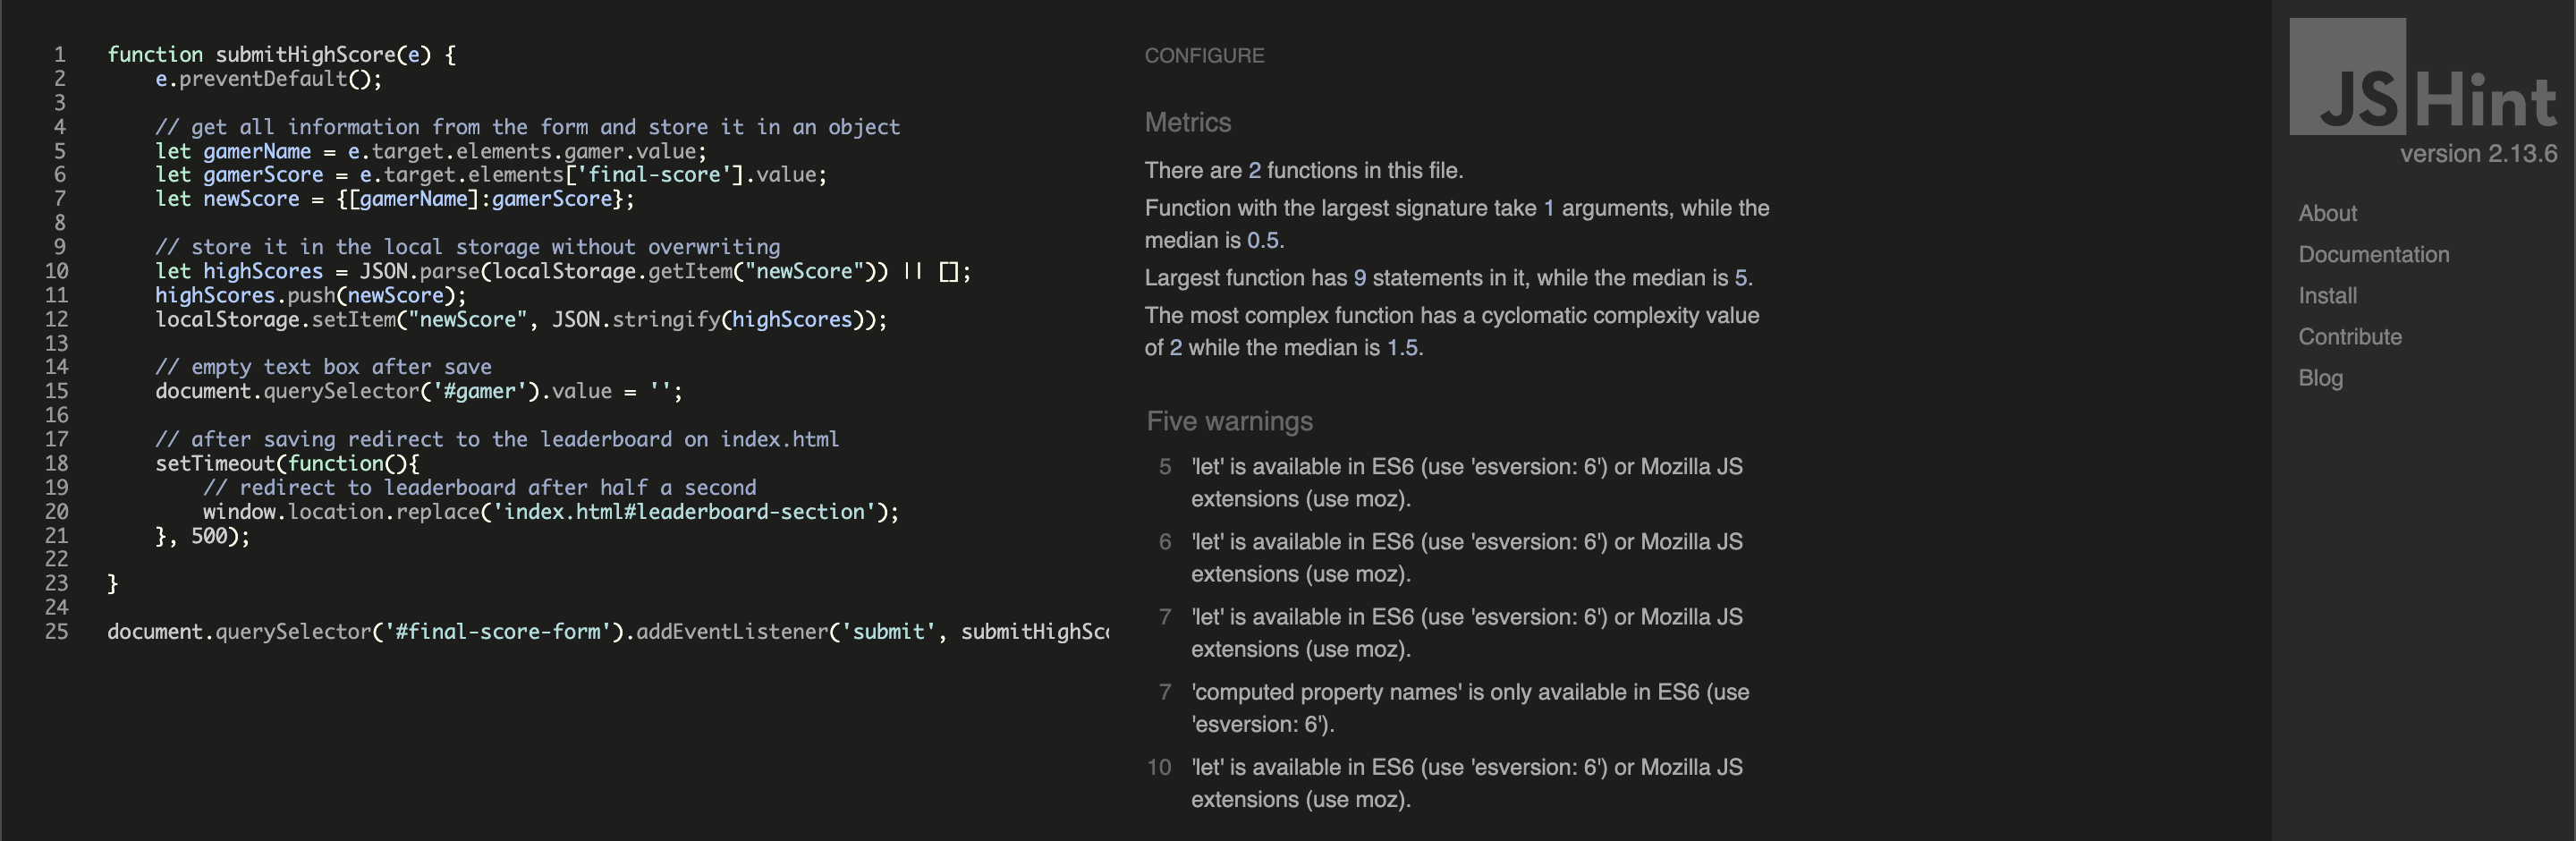 1 function submitHighScore(e) {
2     e.preventDefault();
3
4     // get all information from the form and store it in an object
5     let gamerName = e.target.elements.gamer.value;
6     let gamerScore = e.target.elements['final-score'].value;
7     let newScore = {[gamerName]:gamerScore};
8
9     // store it in the local storage without overwriting
10     let highScores = JSON.parse(localStorage.getItem("newScore")) || [];
11     highScores.push(newScore);
12     localStorage.setItem("newScore", JSON.stringify(highScores));
13
14     // empty text box after save
15     document.querySelector('#gamer').value = '';
16
17     // after saving redirect to the leaderboard on index.html
18     setTimeout(function(){
19         // redirect to leaderboard after half a second
20         window.location.replace('index.html#leaderboard-section');
21     }, 500);
22
23 }
24
25 document.querySelector('#final-score-form').addEventListener('submit', submitHighSc
CONFIGURE
Metrics
There are 2 functions in this file.
Function with the largest signature take 1 arguments, while the
median is 0.5.
Largest function has 9 statements in it, while the median is 5.
The most complex function has a cyclomatic complexity value
of 2 while the median is 1.5.
Five warnings
5 'let' is available in ES6 (use 'esversion: 6') or Mozilla JS
extensions (use moz).
6 'let' is available in ES6 (use 'esversion: 6') or Mozilla JS
extensions (use moz).
7 'let' is available in ES6 (use 'esversion: 6') or Mozilla JS
extensions (use moz).
7 'computed property names' is only available in ES6 (use
'esversion: 6').
10 'let' is available in ES6 (use 'esversion: 6') or Mozilla JS
extensions (use moz).
JSHint
version 2.13.6
About
Documentation
Install
Contribute
Blog